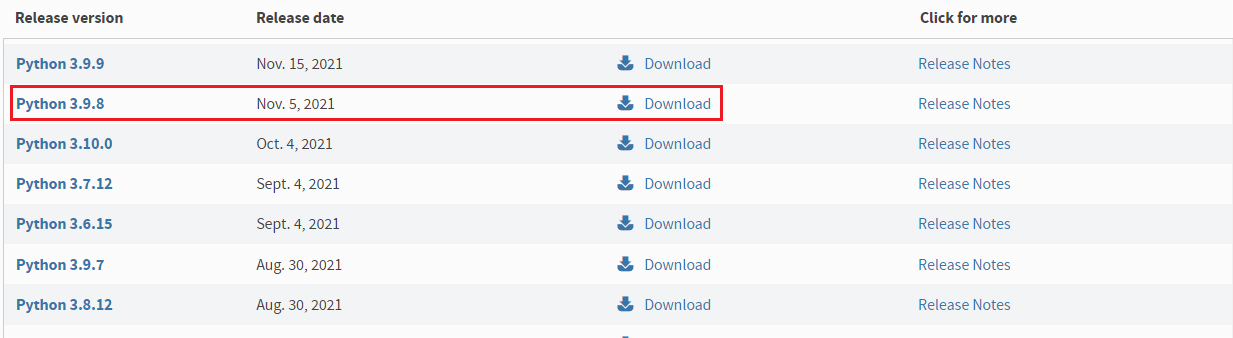 Release version Release date Click for more
Python 3.9.9 Nov. 15, 2021 Download Release Notes
Python 3.9.8 Nov. 5, 2021 Download Release Notes
Python 3.10.0 Oct. 4, 2021 Download Release Notes
Python 3.7.12 Sept. 4, 2021 Download Release Notes
Python 3.6.15 Sept. 4, 2021 Download Release Notes
Python 3.9.7 Aug. 30, 2021 Download Release Notes
Python 3.8.12 Aug. 30, 2021 Download Release Notes